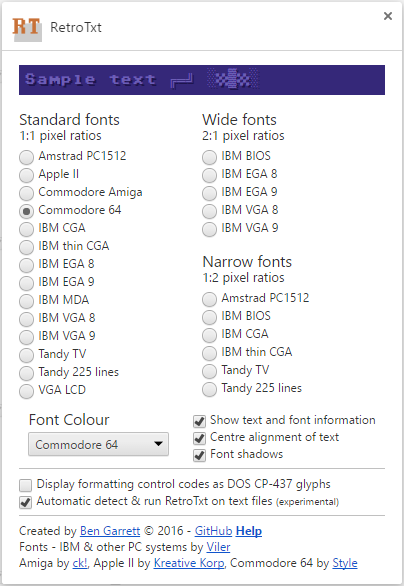 RT RetroTxt
Sample text
Standard fonts
1:1 pixel ratios
Amstrad PC1512
Apple II
Commodore Amiga
Commodore 64
IBM CGA
IBM thin CGA
IBM EGA 8
IBM EGA 9
IBM MDA
IBM VGA 8
IBM VGA 9
Tandy TV
Tandy 225 lines
VGA LCD
Wide fonts
2:1 pixel ratios
IBM BIOS
IBM EGA 8
IBM EGA 9
IBM VGA 8
IBM VGA 9
Narrow fonts
1:2 pixel ratios
Amstrad PC1512
IBM BIOS
IBM CGA
IBM thin CGA
Tandy TV
Tandy 225 lines
Font Colour
Commodore 64
Show text and font information
Centre alignment of text
Font shadows
Display formatting control codes as DOS CP-437 glyphs
Automatic detect & run RetroTxt on text files (experimental)
Created by Ben Garrett © 2016 - GitHub Help
Fonts - IBM & other PC systems by Viler
Amiga by ck!, Apple II by Kreative Korp, Commodore 64 by Style